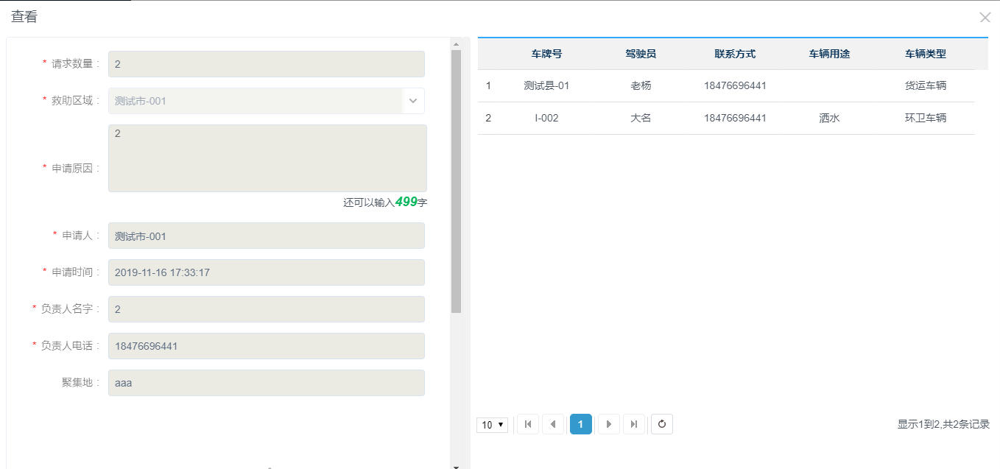 查看
* 请求数量 : 2
* 救助区域 : 测试市-001
* 申请原因 : 2
还可以输入499字
* 申请人 : 测试市-001
* 申请时间 : 2019-11-16 17:33:17
* 负责人名字 : 2
* 负责人电话 : 18476696441
聚集地 : aaa
车牌号 驾驶员 联系方式 车辆用途 车辆类型
1 测试县-01 老杨 18476696441 货运车辆
2 I-002 大名 18476696441 洒水 环卫车辆
10 1 显示1到2,共2条记录